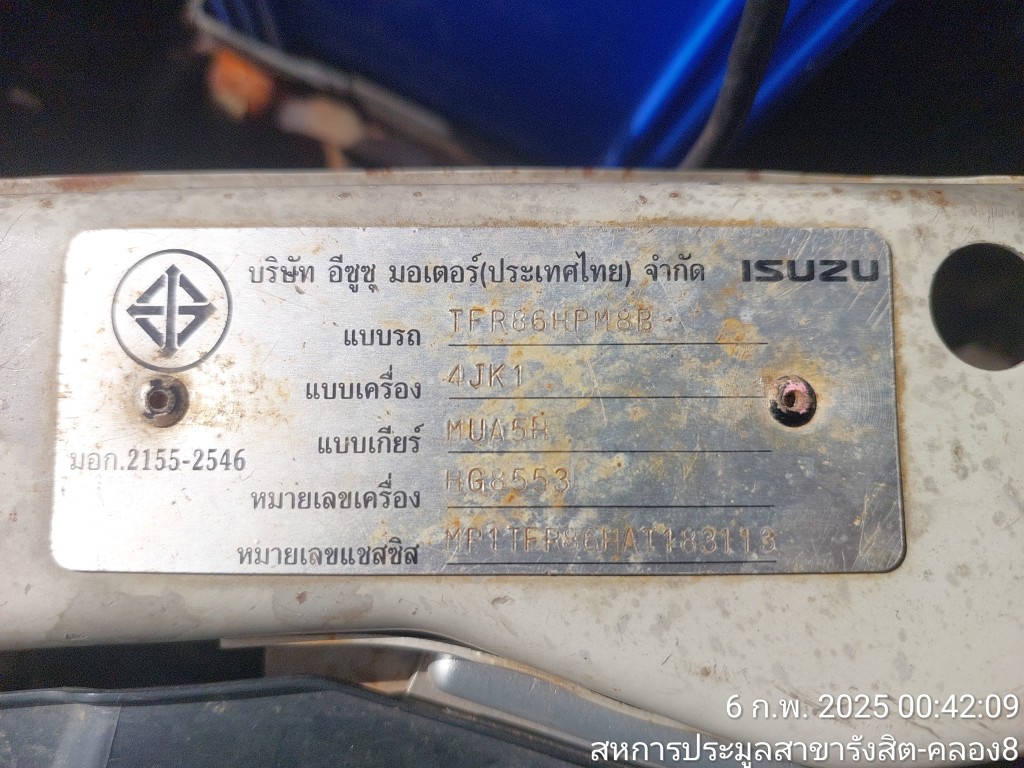 บริษัท อีซูซุ มอเตอร์(ประเทศไทย) จำกัด ISUZU
แบบรถ TFR86HPM8B
แบบเครื่อง 4JK1
แบบเกียร์ MUA5H
มอก.2155-2546
หมายเลขเครื่อง HG8553
หมายเลขแชสซิส MP1TFR86HAT183113
6 ก.พ. 2025 00:42:09
สหการประมูลสาขารังสิต-คลอง8